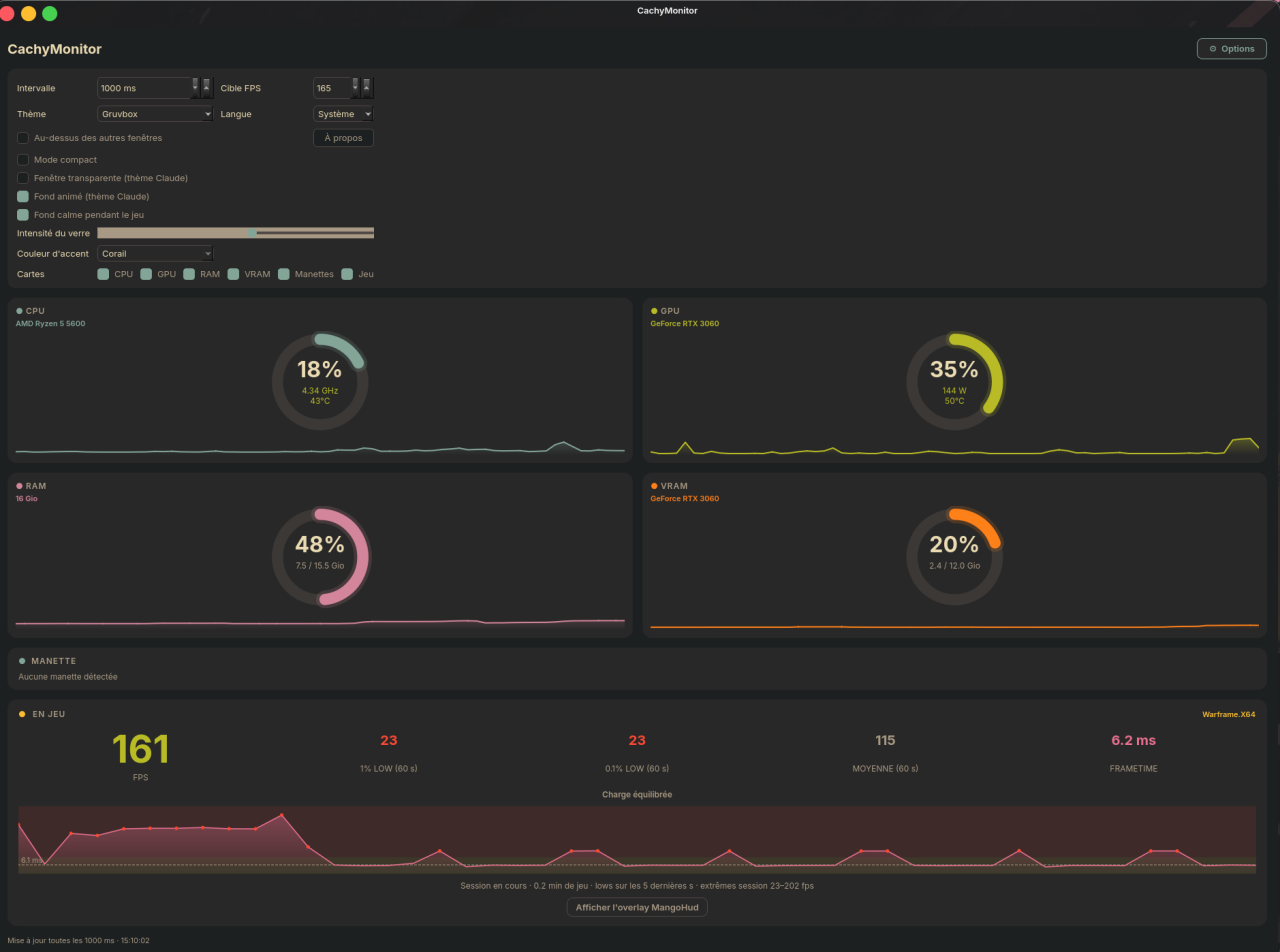 CachyMonitor
CachyMonitor
⚙ Options
Intervalle 1000 ms Cible FPS 165
Thème Gruvbox Langue Système
Au-dessus des autres fenêtres À propos
Mode compact
Fenêtre transparente (thème Claude)
Fond animé (thème Claude)
Fond calme pendant le jeu
Intensité du verre
Couleur d'accent Corail
Cartes CPU GPU RAM VRAM Manettes Jeu
CPU
AMD Ryzen 5 5600
18%
4.34 GHz
43°C
GPU
GeForce RTX 3060
35%
144 W
50°C
RAM
16 Gio
48%
7.5 / 15.5 Gio
VRAM
GeForce RTX 3060
20%
2.4 / 12.0 Gio
MANETTE
Aucune manette détectée
EN JEU Warframe.X64
161 23 23 115 6.2 ms
FPS 1% LOW (60 s) 0.1% LOW (60 s) MOYENNE (60 s) FRAMETIME
Charge équilibrée
6.1 ms
Session en cours · 0.2 min de jeu · lows sur les 5 dernières s · extrêmes session 23–202 fps
Afficher l'overlay MangoHud
Mise à jour toutes les 1000 ms · 15:10:02